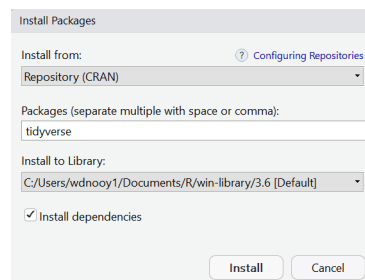 Install Packages
Install from:
? Configuring Repositories
Repository (CRAN)
Packages (separate multiple with space or comma):
tidyverse
Install to Library:
C:/Users/wdnooy1/Documents/R/win-library/3.6 [Default]
Install dependencies
Install Cancel